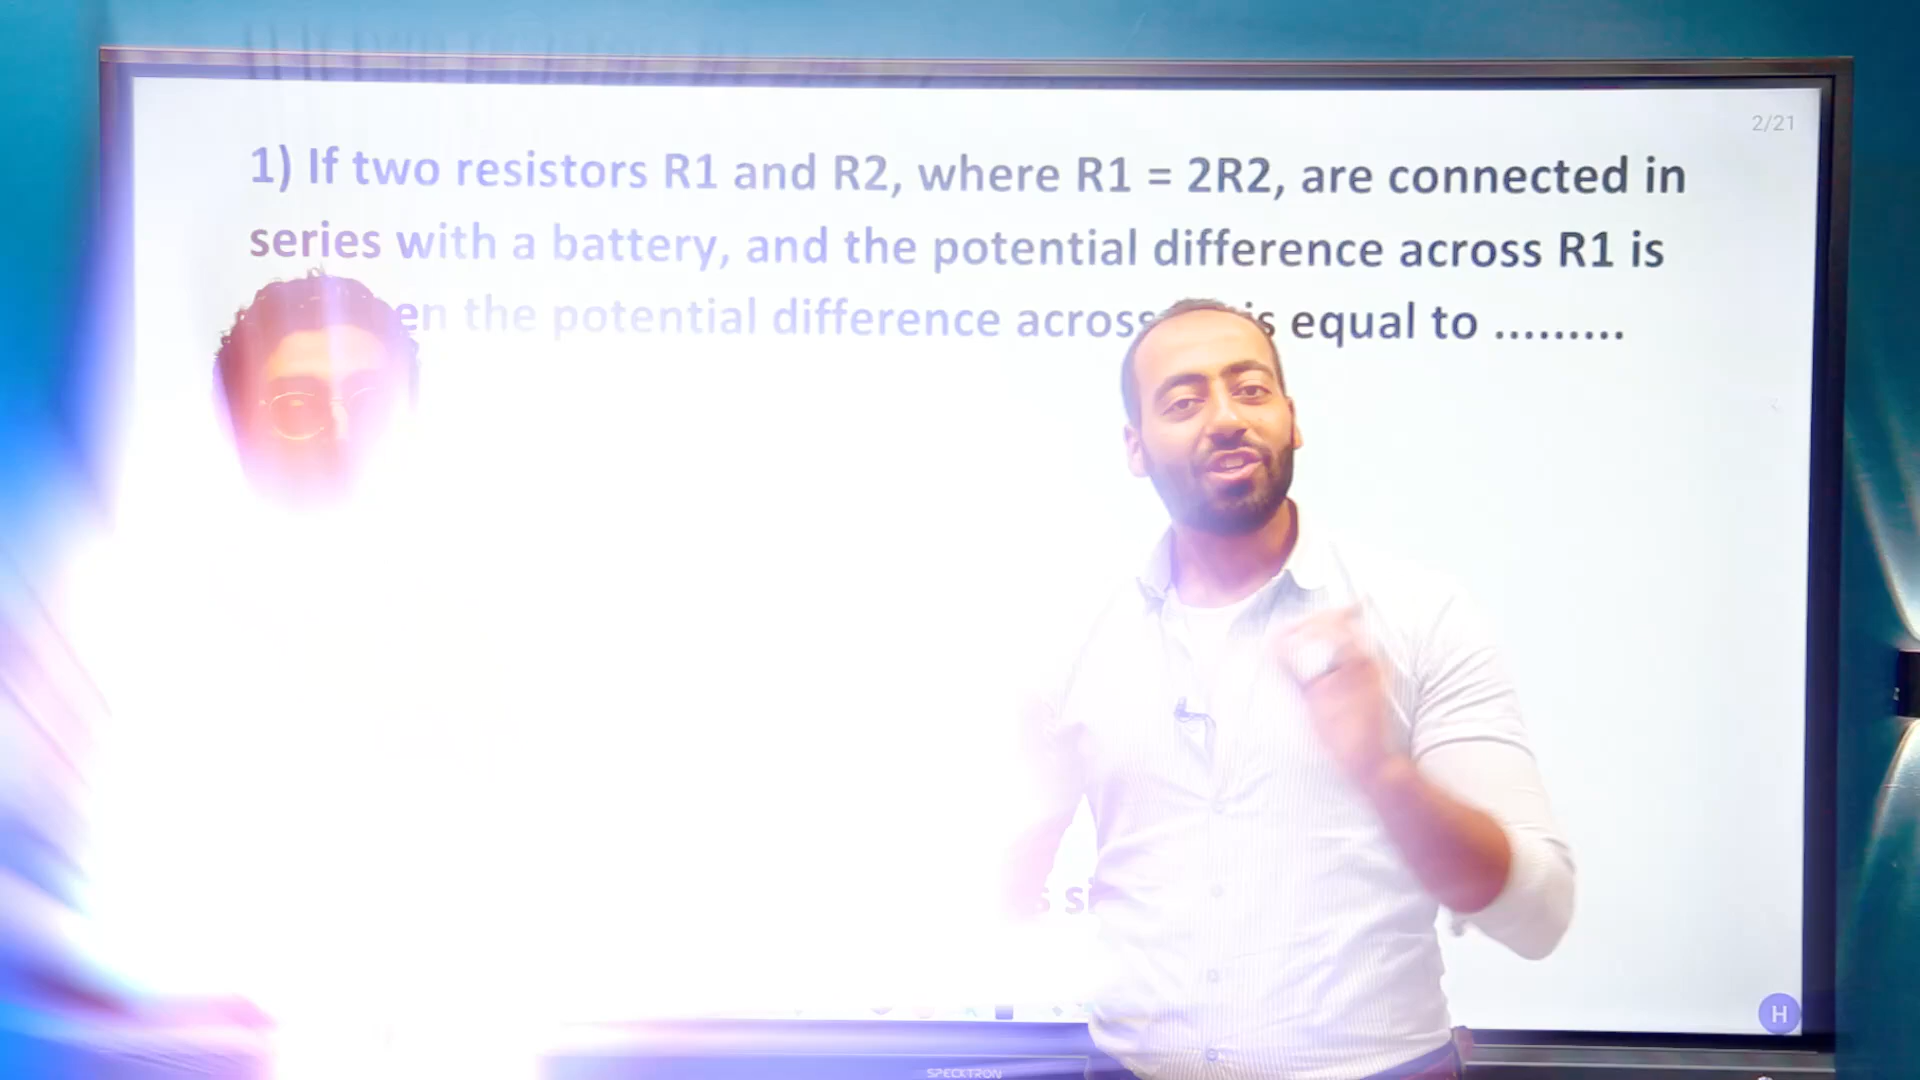 2/21
1) If two resistors R1 and R2, where R1 = 2R2, are connected in
series with a battery, and the potential difference across R1 is
the potential difference across is equal to .........
H
SPECKTRON